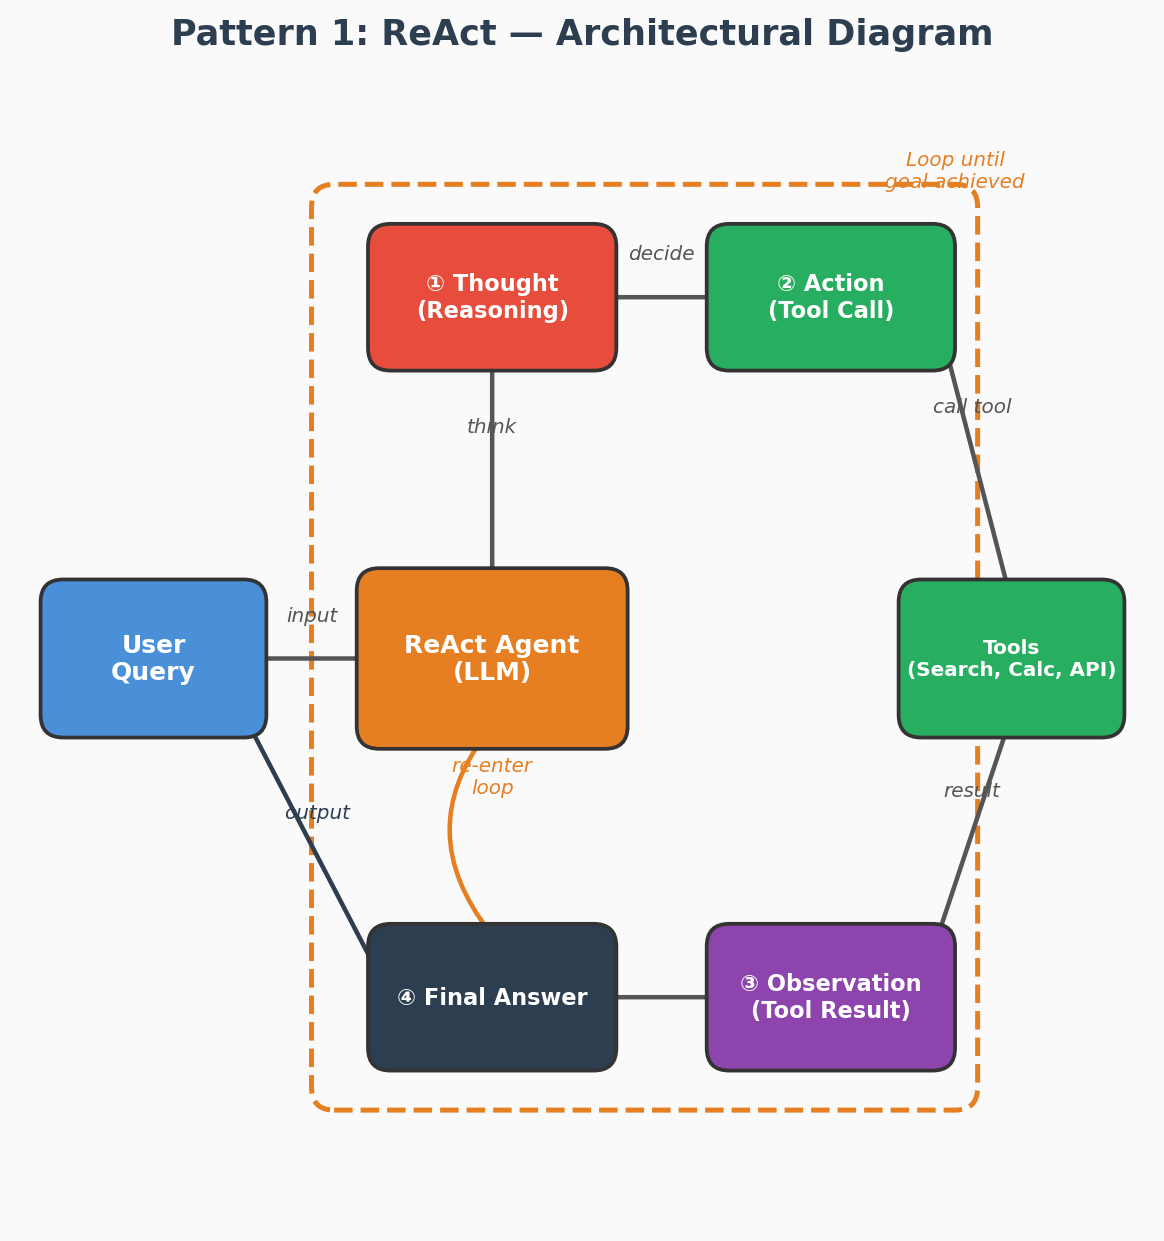 Pattern 1: ReAct — Architectural Diagram
Loop until
goal achieved
① Thought
(Reasoning)
decide
② Action
(Tool Call)
think
call tool
User
Query
input
ReAct Agent
(LLM)
Tools
(Search, Calc, API)
re-enter
loop
output
result
④ Final Answer
③ Observation
(Tool Result)